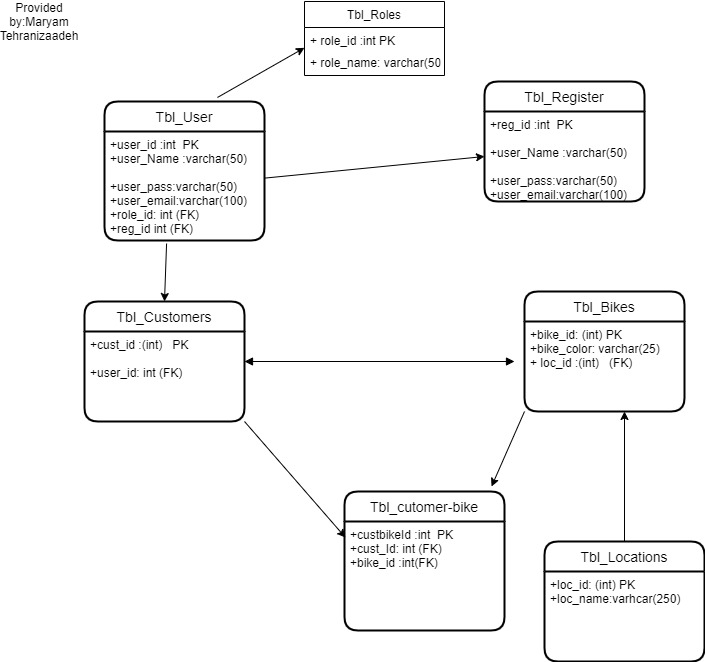 Provided
by:Maryam
Tehranizaadeh
Tbl_Roles
+ role_id :int PK
+ role_name: varchar(50
Tbl_User
+user_id :int PK
+user_Name :varchar(50)
+user_pass:varchar(50)
+user_email:varchar(100)
+role_id: int (FK)
+reg_id int (FK)
Tbl_Register
+reg_id :int PK
+user_Name :varchar(50)
+user_pass:varchar(50)
+user_email:varchar(100)
Tbl_Customers
+cust_id :(int) PK
+user_id: int (FK)
Tbl_Bikes
+bike_id: (int) PK
+bike_color: varchar(25)
+ loc_id :(int) (FK)
Tbl_cutomer-bike
+custbikeId :int PK
+cust_Id: int (FK)
+bike_id :int(FK)
Tbl_Locations
+loc_id: (int) PK
+loc_name:varhcar(250)